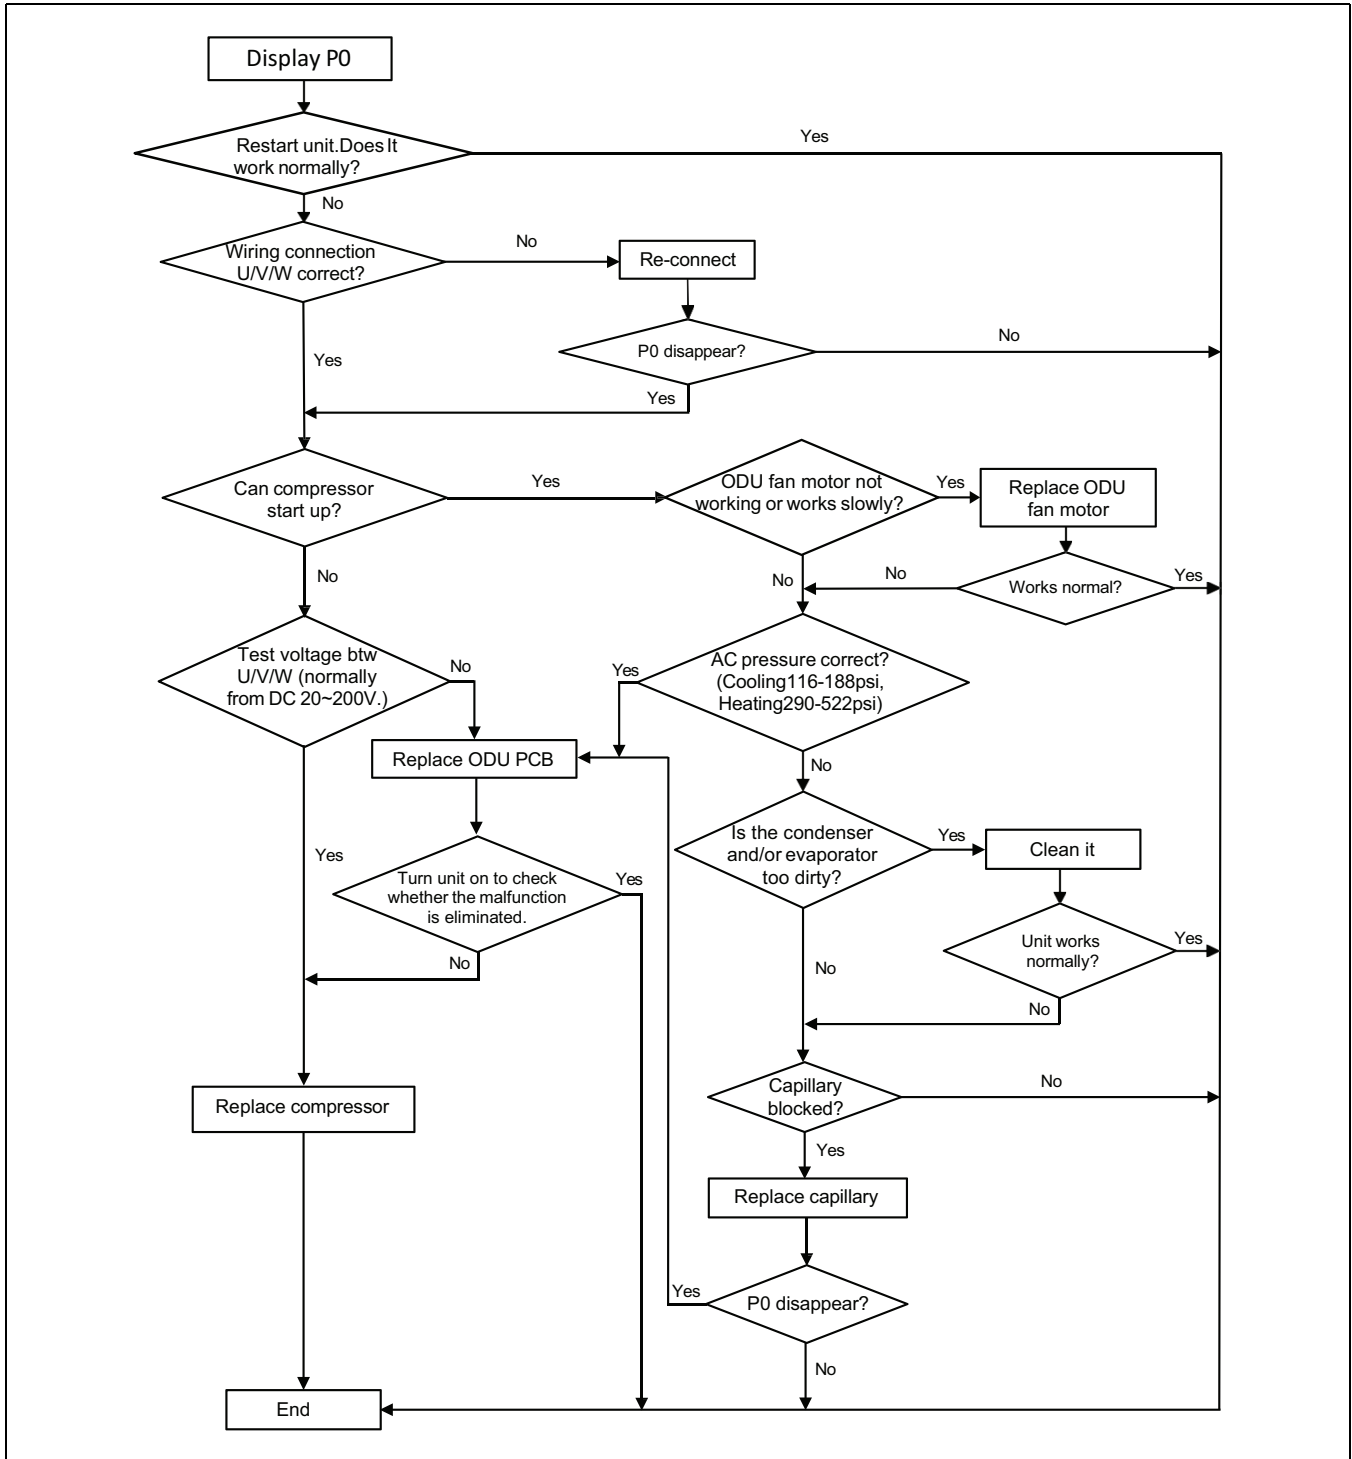 Display P0
Restart unit.Does It
work normally?
Yes
No
Wiring connection
U/V/W correct?
No
Re-connect
P0 disappear?
No
Yes
Yes
Can compressor
start up?
Yes
ODU fan motor not
working or works slowly?
Yes
Replace ODU
fan motor
No
No
No
Works normal?
Yes
Test voltage btw
U/V/W (normally
from DC 20~200V.)
No
Yes
AC pressure correct?
(Cooling116-188psi,
Heating290-522psi)
Replace ODU PCB
No
Is the condenser
and/or evaporator
too dirty?
Yes
Clean it
Yes
Turn unit on to check
whether the malfunction
is eliminated.
Yes
No
No
Unit works
normally?
Yes
No
Capillary
blocked?
No
Replace compressor
Yes
Replace capillary
Yes
P0 disappear?
No
End